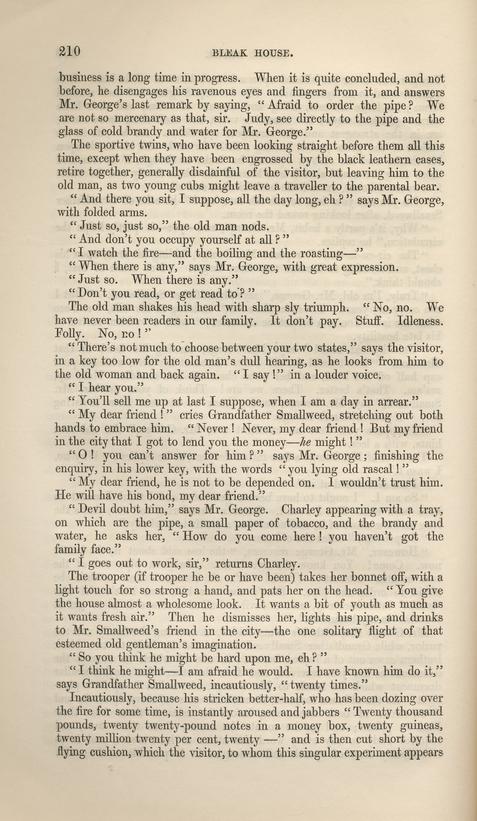 210 BLEAK HOUSE.
business is a long time in progress. When it is quite concluded, and not
before, he disengages his ravenous eyes and fingers from it, and answers
Mr. George's last remark by saying, "Afraid to order the pipe? We
are not so mercenary as that, sir. Judy, see directly to the pipe and the
glass of cold brandy and water for Mr. George."
The sportive twins, who have been looking straight before them all this
time, except when they have been engrossed by the black leathern cases,
retire together, generally disdainful of the visitor, but leaving him to the
old man, as two young cubs might leave a traveller to the parental bear.
"And there you sit, I suppose, all the day long, eh?" says Mr. George,
with folded arms.
"Just so, just so," the old man nods.
"And don't you occupy yourself at all?"
"I watch the fire—and the boiling and the roasting—"
"When there is any," says Mr. George, with great expression.
"Just so. When there is any."
"Don't you read, or get read to?"
The old man shakes his head with sharp sly triumph. "No, no. We
have never been readers in our family. It don't pay. Stuff. Idleness.
Folly. No, no!"
"There's not much to choose between your two states," says the visitor,
in a key too low for the old man's dull hearing, as he looks from him to
the old woman and back again. "I say!" in a louder voice.
"I hear you."
"You'll sell me up at last I suppose, when I am a day in arrear."
"My dear friend!" cries Grandfather Smallweed, stretching out both
hands to embrace him. "Never! Never, my dear friend! But my friend
in the city that I got to lend you the money—he might!"
"O! you can't answer for him?" says Mr. George; finishing the
enquiry, in his lower key, with the words "you lying old rascal!"
"My dear friend, he is not to be depended on. I wouldn't trust him.
He will have his bond, my dear friend."
"Devil doubt him," says Mr. George. Charley appearing with a tray,
on which are the pipe, a small paper of tobacco, and the brandy and
water, he asks her, "How do you come here! you haven't got the
family face."
"I goes out to work, sir," returns Charley.
The trooper (if trooper he be or have been) takes her bonnet off, with a
light touch for so strong a hand, and pats her on the head. "You give
the house almost a wholesome look. It wants a bit of youth as much as
it wants fresh air." Then he dismisses her, lights his pipe, and drinks
to Mr. Smallweed's friend in the city—the one solitary flight of that
esteemed old gentleman's imagination.
"So you think he might be hard upon me, eh?"
"I think he might—I am afraid he would. I have known him do it,"
says Grandfather Smallweed, incautiously, "twenty times."
Incautiously, because his stricken better-half, who has been dozing over
the fire for some time, is instantly aroused and jabbers "Twenty thousand
pounds, twenty twenty-pound notes in a money box, twenty guineas,
twenty million twenty per cent, twenty —" and is then cut short by the
flying cushion, which the visitor, to whom this singular experiment appears